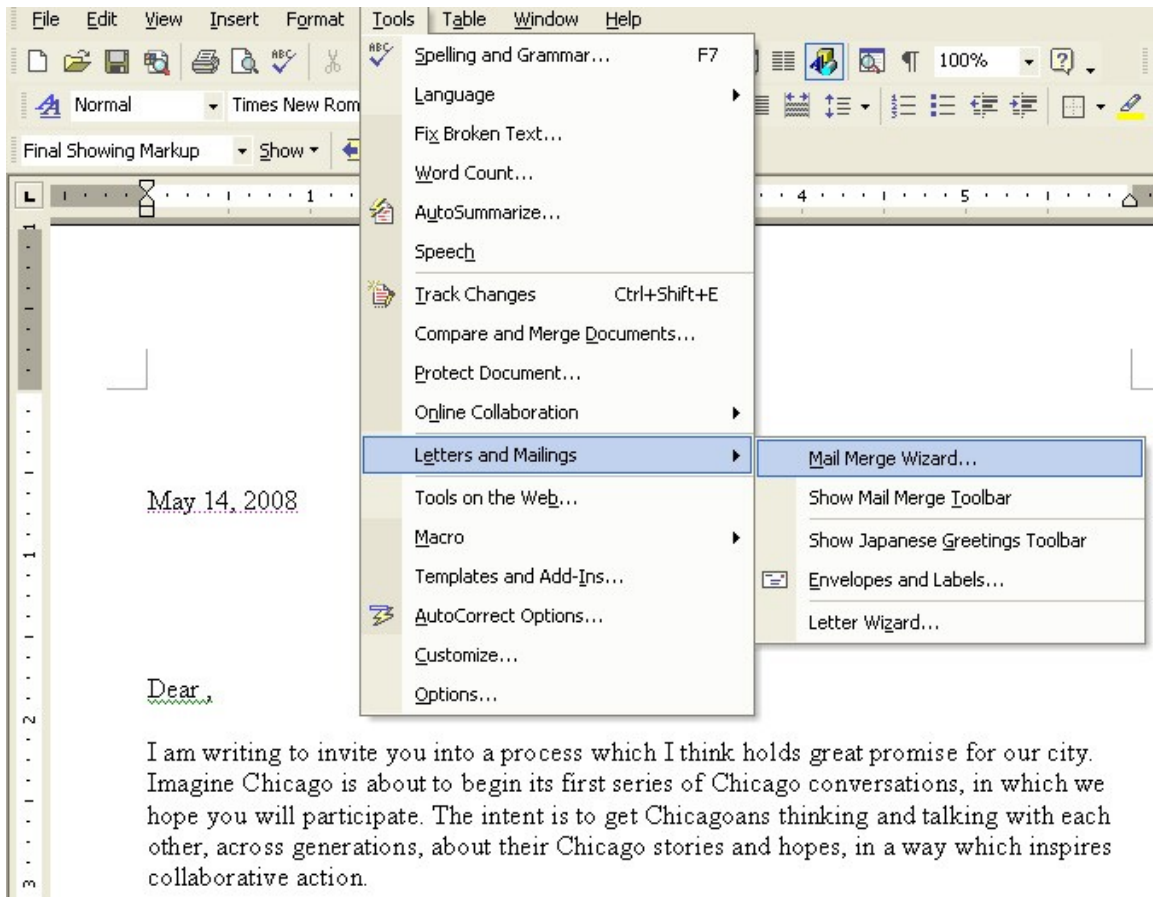 File Edit View Insert Format Tools Table Window Help
100%
Normal Times New Rom
Final Showing Markup Show
Spelling and Grammar... F7
Language
Fix Broken Text...
Word Count...
AutoSummarize...
Speech
Track Changes Ctrl+Shift+E
Compare and Merge Documents...
Protect Document...
Online Collaboration
Letters and Mailings
Tools on the Web...
Macro
Templates and Add-Ins...
AutoCorrect Options...
Customize...
Options...
Mail Merge Wizard...
Show Mail Merge Toolbar
Show Japanese Greetings Toolbar
Envelopes and Labels...
Letter Wizard...
L 1 4 5
1
1
2
3
May 14, 2008
Dear ,
I am writing to invite you into a process which I think holds great promise for our city.
Imagine Chicago is about to begin its first series of Chicago conversations, in which we
hope you will participate. The intent is to get Chicagoans thinking and talking with each
other, across generations, about their Chicago stories and hopes, in a way which inspires
collaborative action.